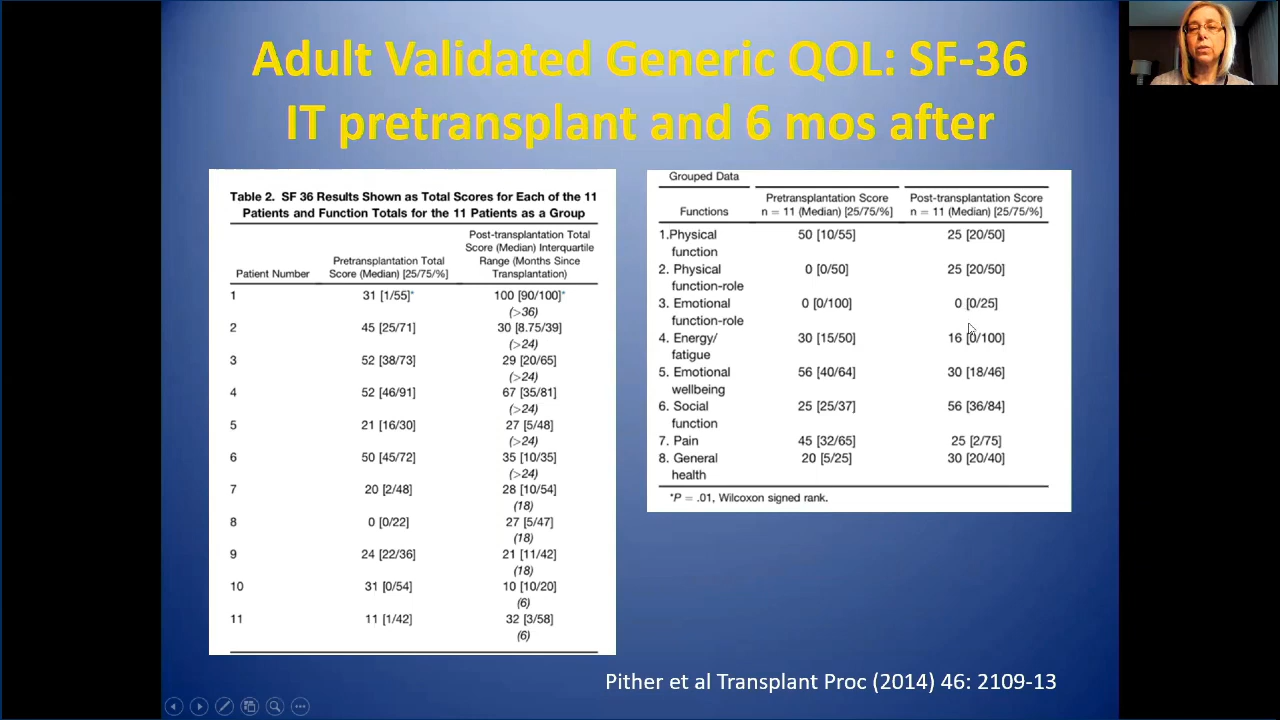 Adult Validated Generic QOL: SF-36
IT pretransplant and 6 mos after
Table 2. SF 36 Results Shown as Total Scores for Each of the 11
Patients and Function Totals for the 11 Patients as a Group
Patient Number
Pretransplantation Total
Score (Median) [25/75/%]
Post-transplantation Total
Score (Median) Interquartile
Range (Months Since
Transplantation)
1 31 [1/55]* 100 [90/100]*
(>36)
2 45 [25/71] 30 [8.75/39]
(>24)
3 52 [38/73] 29 [20/65]
(>24)
4 52 [46/91] 67 [35/81]
(>24)
5 21 [16/30] 27 [5/48]
(>24)
6 50 [45/72] 35 [10/35]
(>24)
7 20 [2/48] 28 [10/54]
(18)
8 0 [0/22] 27 [5/47]
(18)
9 24 [22/36] 21 [11/42]
(18)
10 31 [0/54] 10 [10/20]
(6)
11 11 [1/42] 32 [3/58]
(6)
Grouped Data
Functions
Pretransplantation Score
n = 11 (Median) [25/75/%]
Post-transplantation Score
n = 11 (Median) [25/75/%]
1.Physical 50 [10/55] 25 [20/50]
function
2. Physical 0 [0/50] 25 [20/50]
function-role
3. Emotional 0 [0/100] 0 [0/25]
function-role
4. Energy/ 30 [15/50] 16 [0/100]
fatigue
5. Emotional 56 [40/64] 30 [18/46]
wellbeing
6. Social 25 [25/37] 56 [36/84]
function
7. Pain 45 [32/65] 25 [2/75]
8. General 20 [5/25] 30 [20/40]
health
*P = .01, Wilcoxon signed rank.
Pither et al Transplant Proc (2014) 46: 2109-13